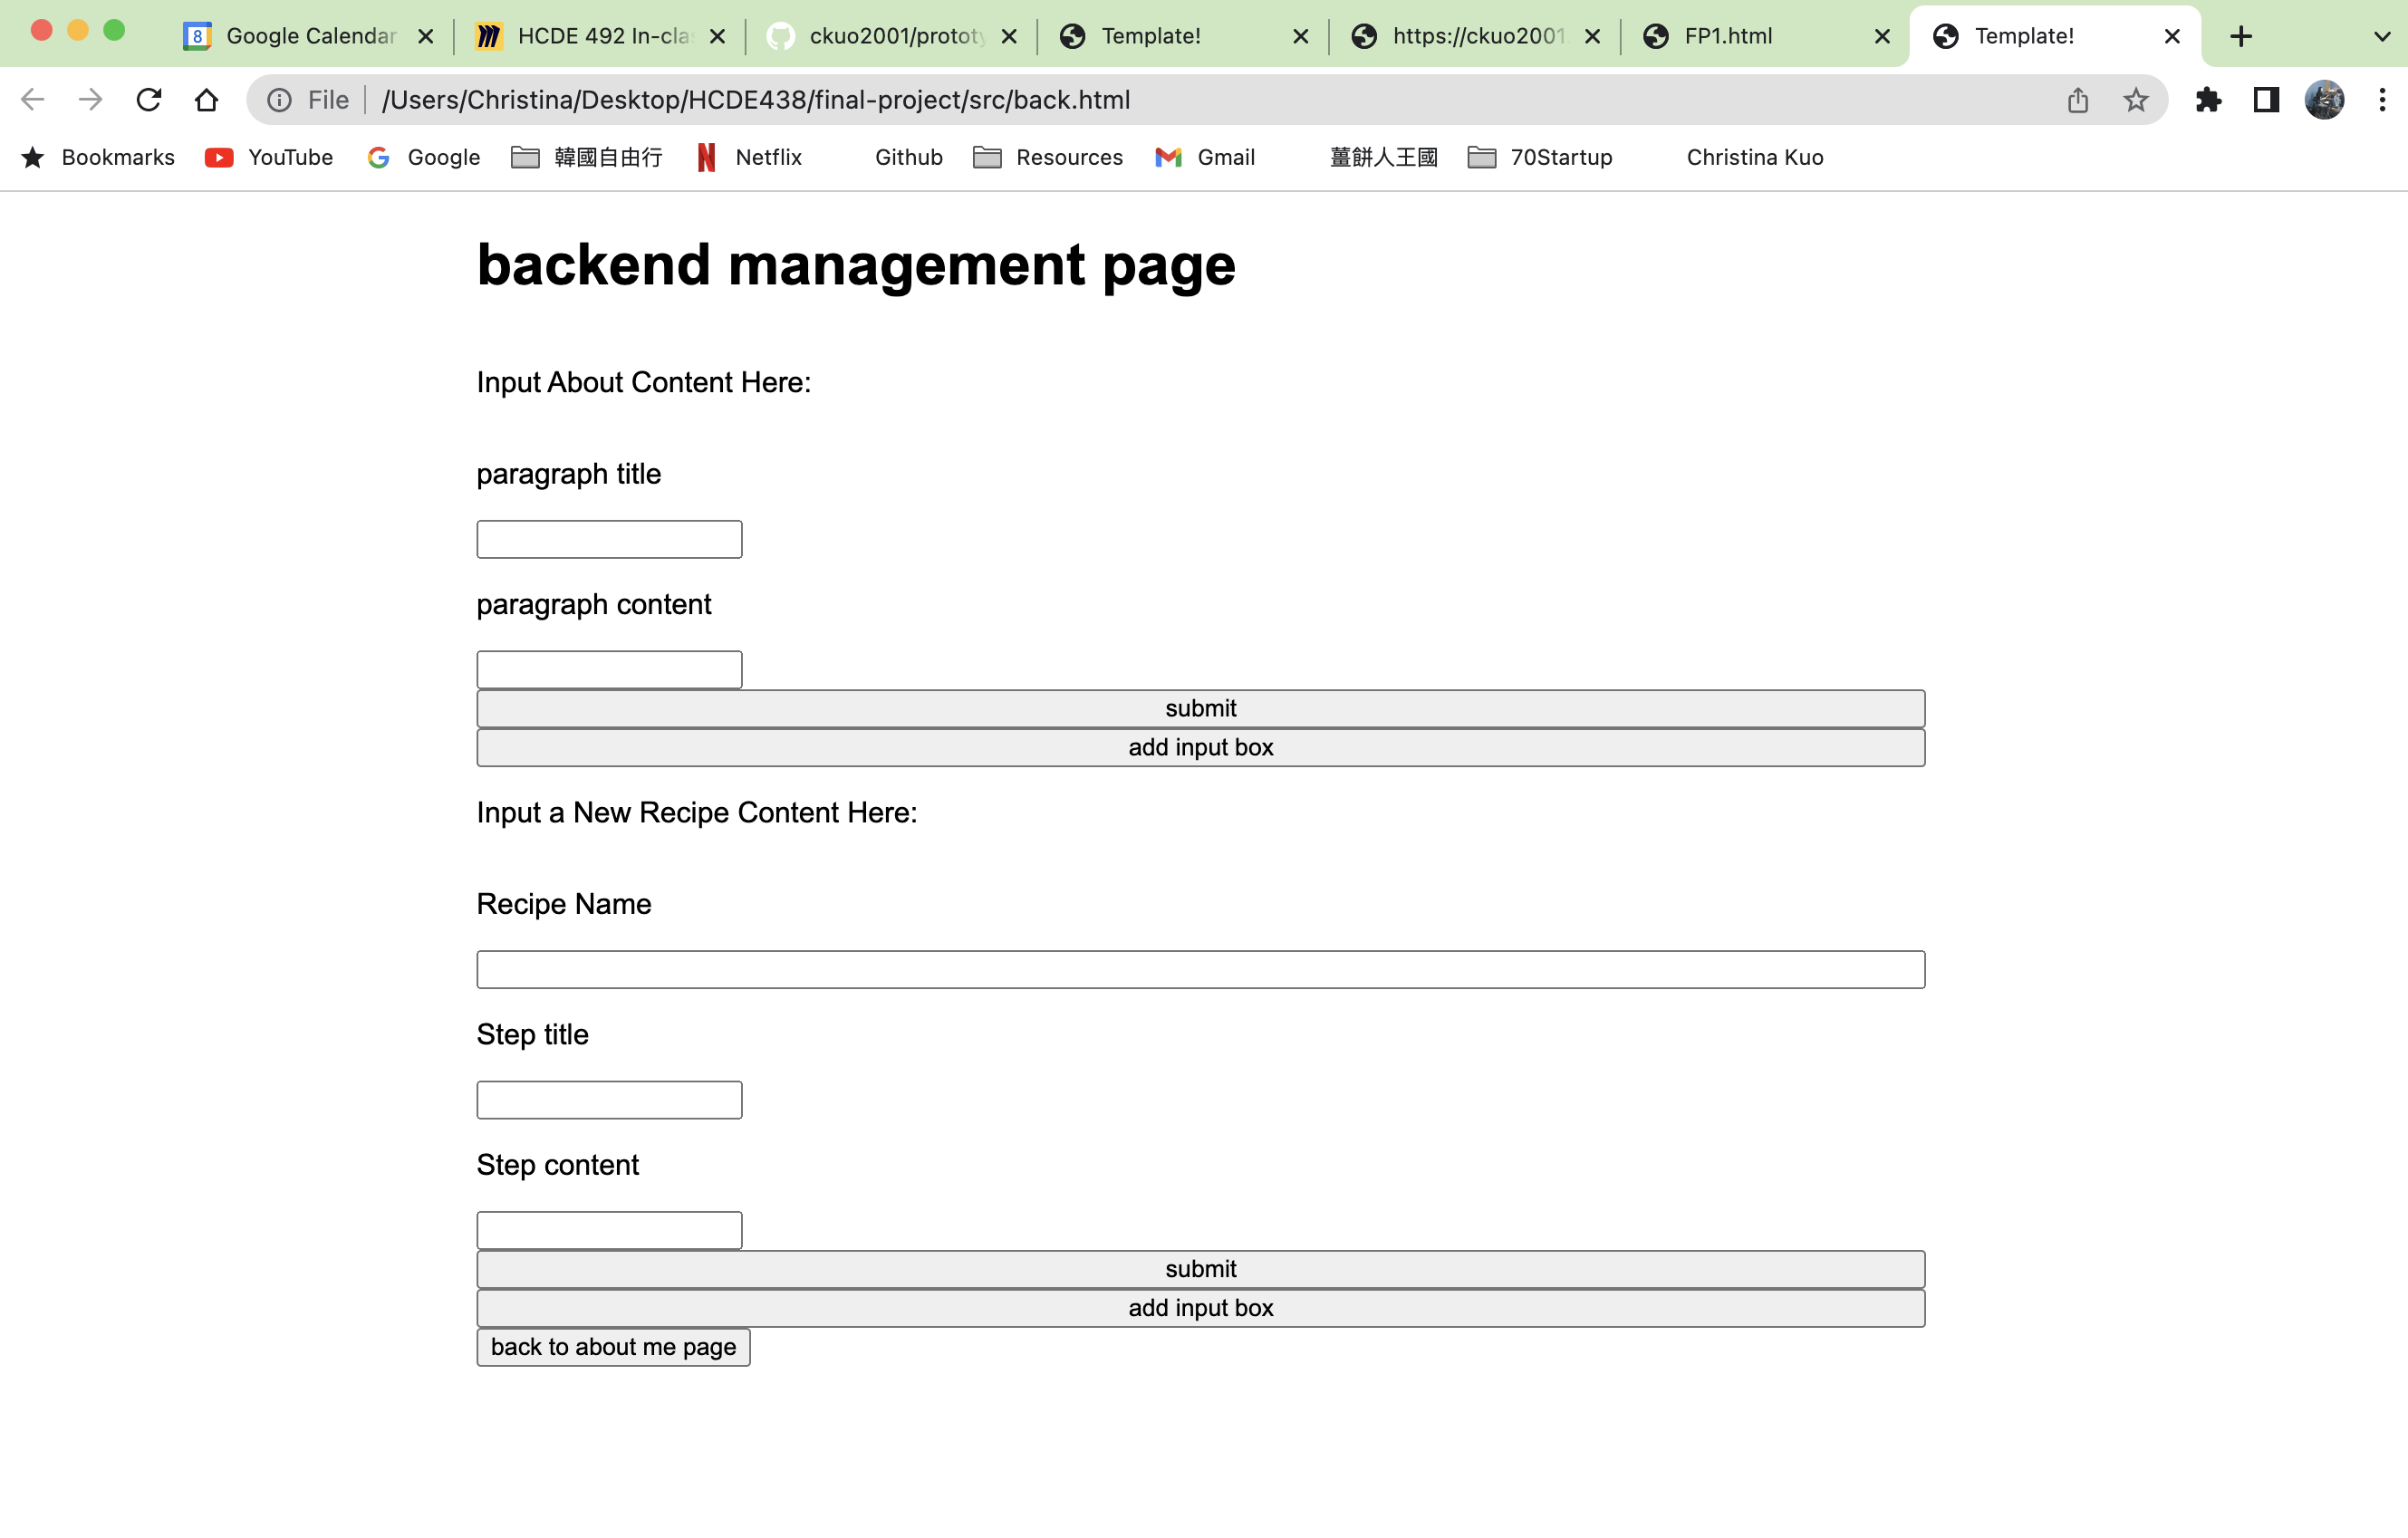 Google Calendar HCDE 492 In-clas ckuo2001/prototy Template! https://ckuo2001. FP1.html Template!
File /Users/Christina/Desktop/HCDE438/final-project/src/back.html
Bookmarks YouTube Google 韓國自由行 Netflix Github Resources Gmail 薑餅人王國 70Startup Christina Kuo
backend management page
Input About Content Here:
paragraph title
paragraph content
submit
add input box
Input a New Recipe Content Here:
Recipe Name
Step title
Step content
submit
add input box
back to about me page